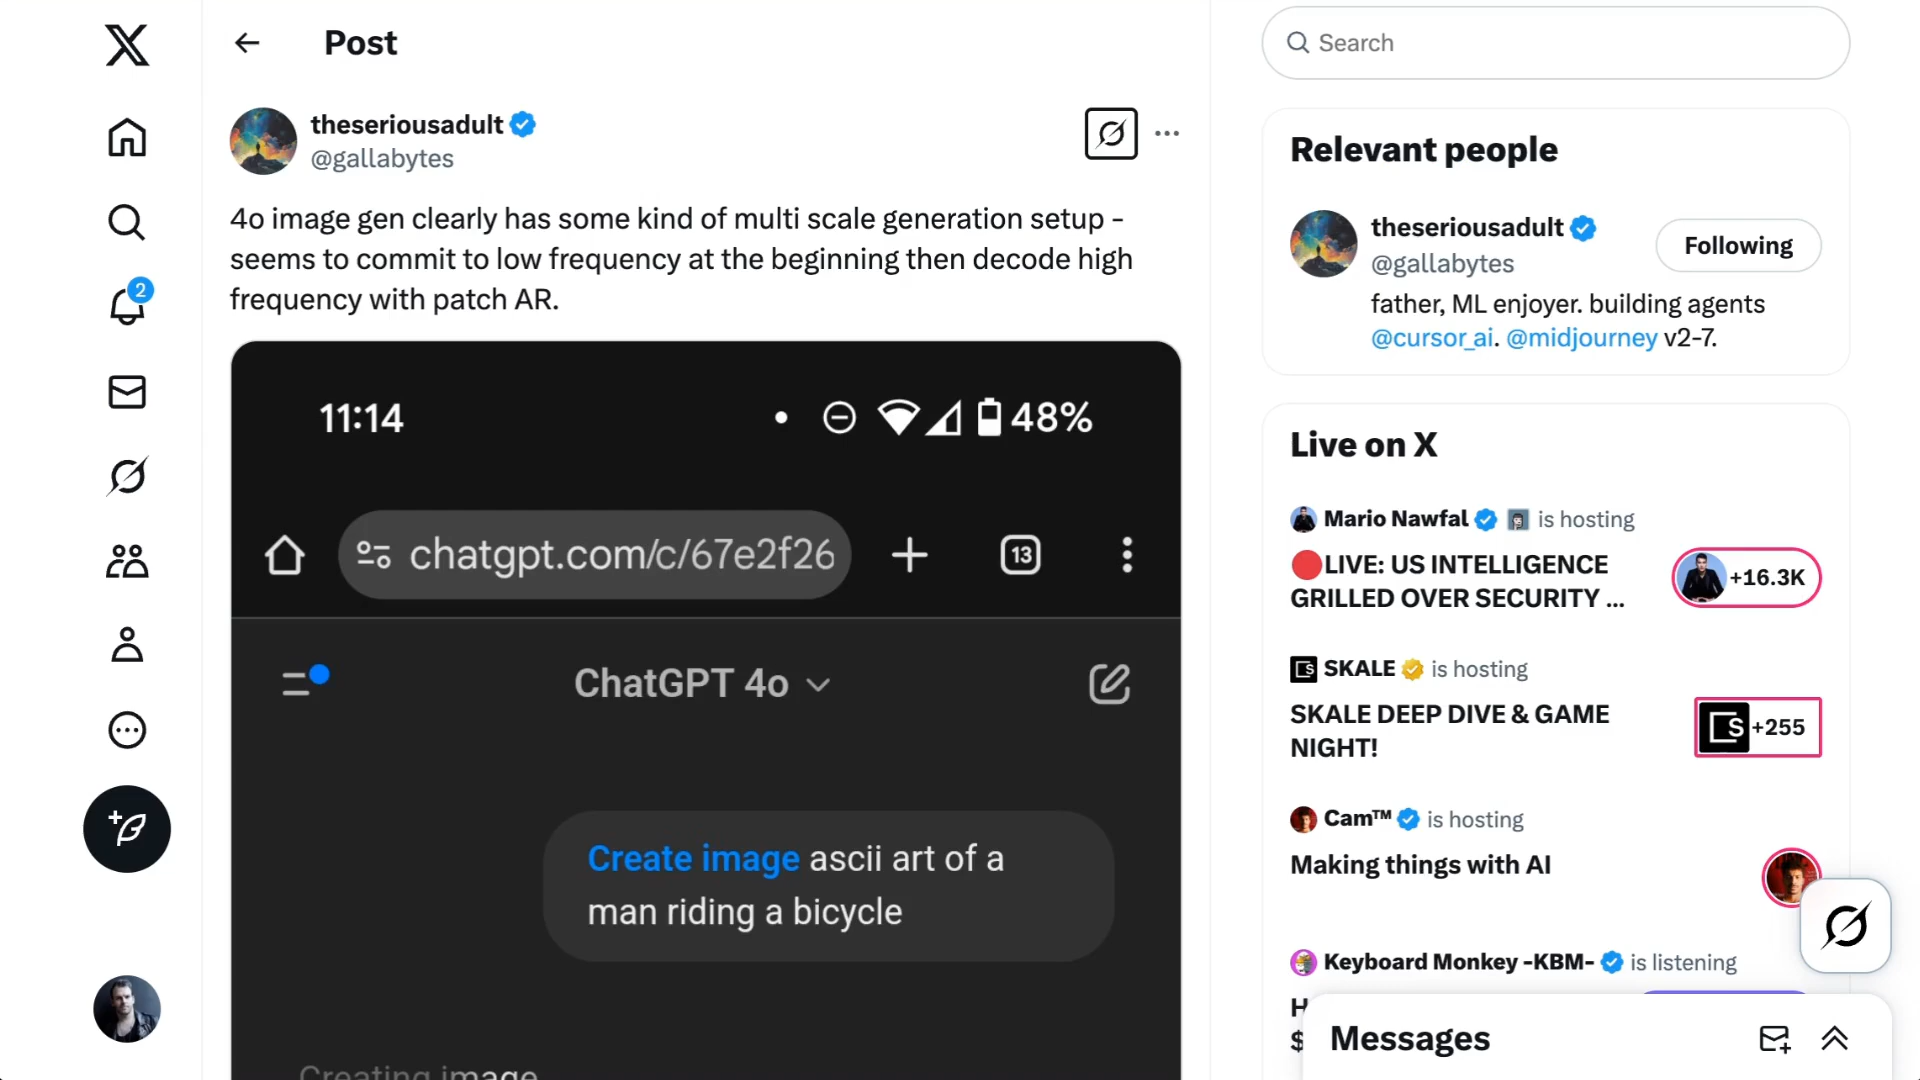 Post
theseriousadult
@gallabytes
4o image gen clearly has some kind of multi scale generation setup -
seems to commit to low frequency at the beginning then decode high
frequency with patch AR.
11:14
48%
chatgpt.com/c/67e2f26
13
ChatGPT 4o
Create image ascii art of a
man riding a bicycle
Creating image
2
Search
Relevant people
theseriousadult
@gallabytes
Following
father, ML enjoyer. building agents
@cursor_ai. @midjourney v2-7.
Live on X
Mario Nawfal is hosting
LIVE: US INTELLIGENCE
GRILLED OVER SECURITY ...
+16.3K
SKALE is hosting
SKALE DEEP DIVE & GAME
NIGHT!
+255
Cam™ is hosting
Making things with AI
Keyboard Monkey -KBM- is listening
Messages